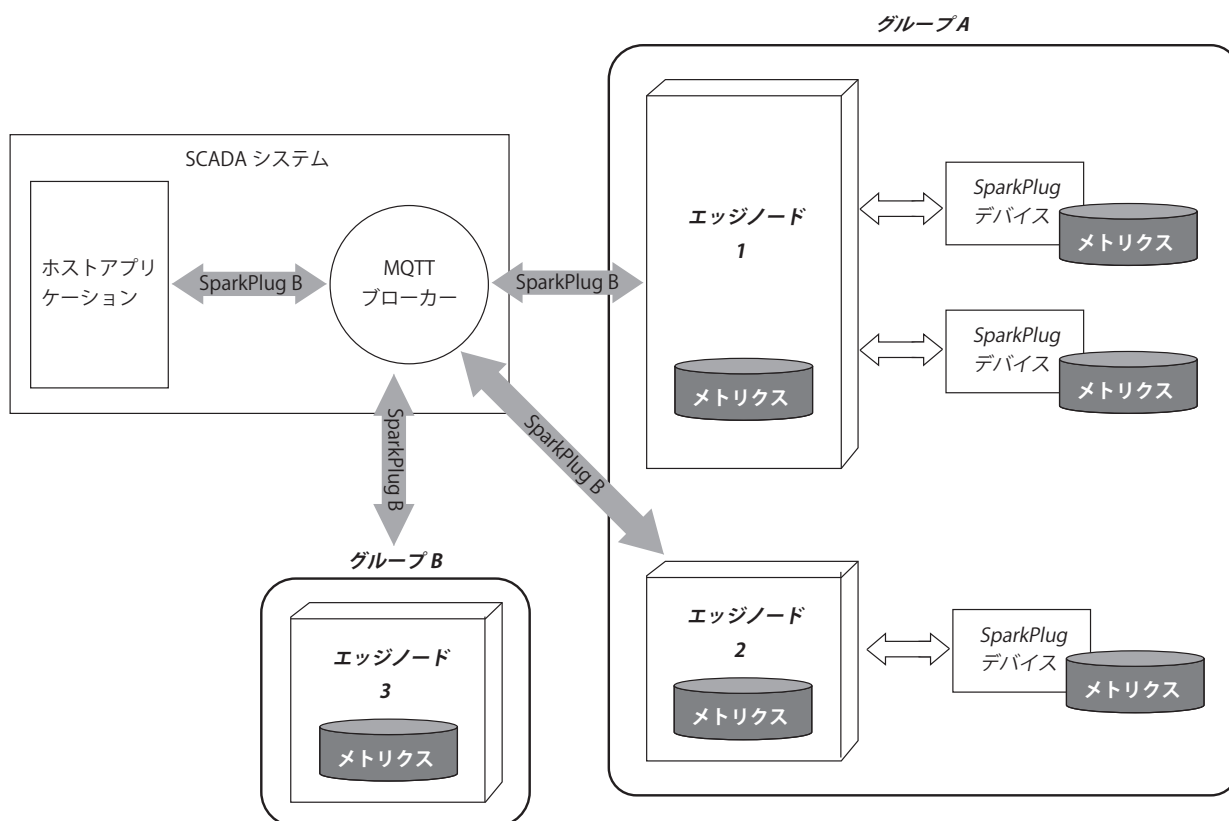 グループ A
SCADA システム
ホストアプリ
ケーション
SparkPlug B
MQTT
ブローカー
SparkPlug B
エッジノード
1
メトリクス
SparkPlug
デバイス
メトリクス
SparkPlug
デバイス
メトリクス
SparkPlug B
SparkPlug B
グループ B
エッジノード
3
メトリクス
エッジノード
2
メトリクス
SparkPlug
デバイス
メトリクス